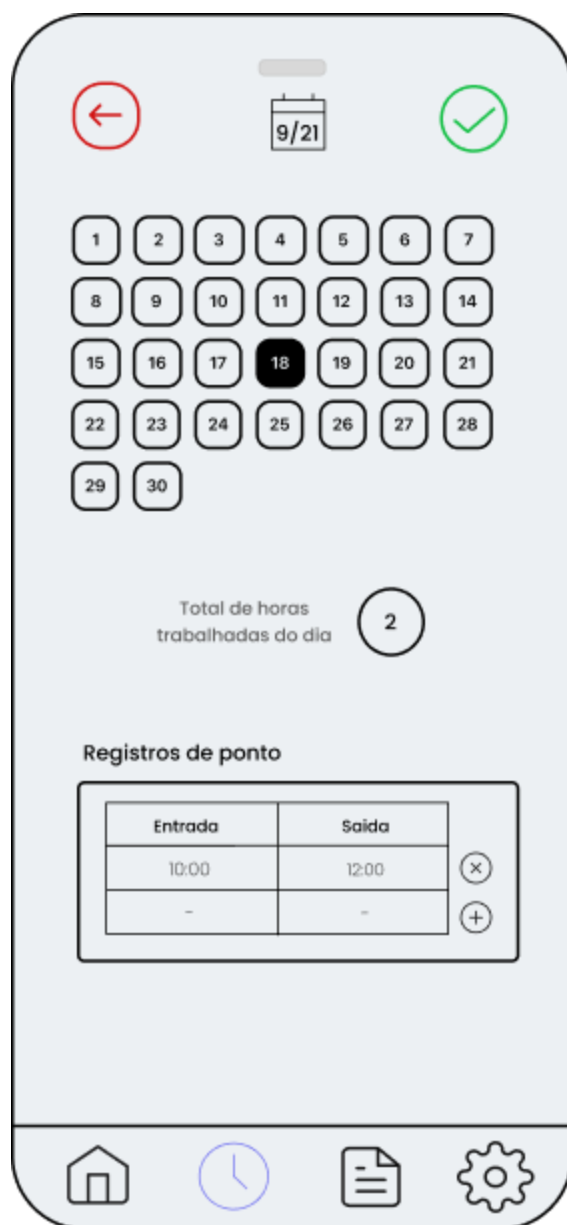 9/21
1 2 3 4 5 6 7
8 9 10 11 12 13 14
15 16 17 18 19 20 21
22 23 24 25 26 27 28
29 30
Total de horas
trabalhadas do dia
2
Registros de ponto
Entrada Saída
10:00 12:00
- -